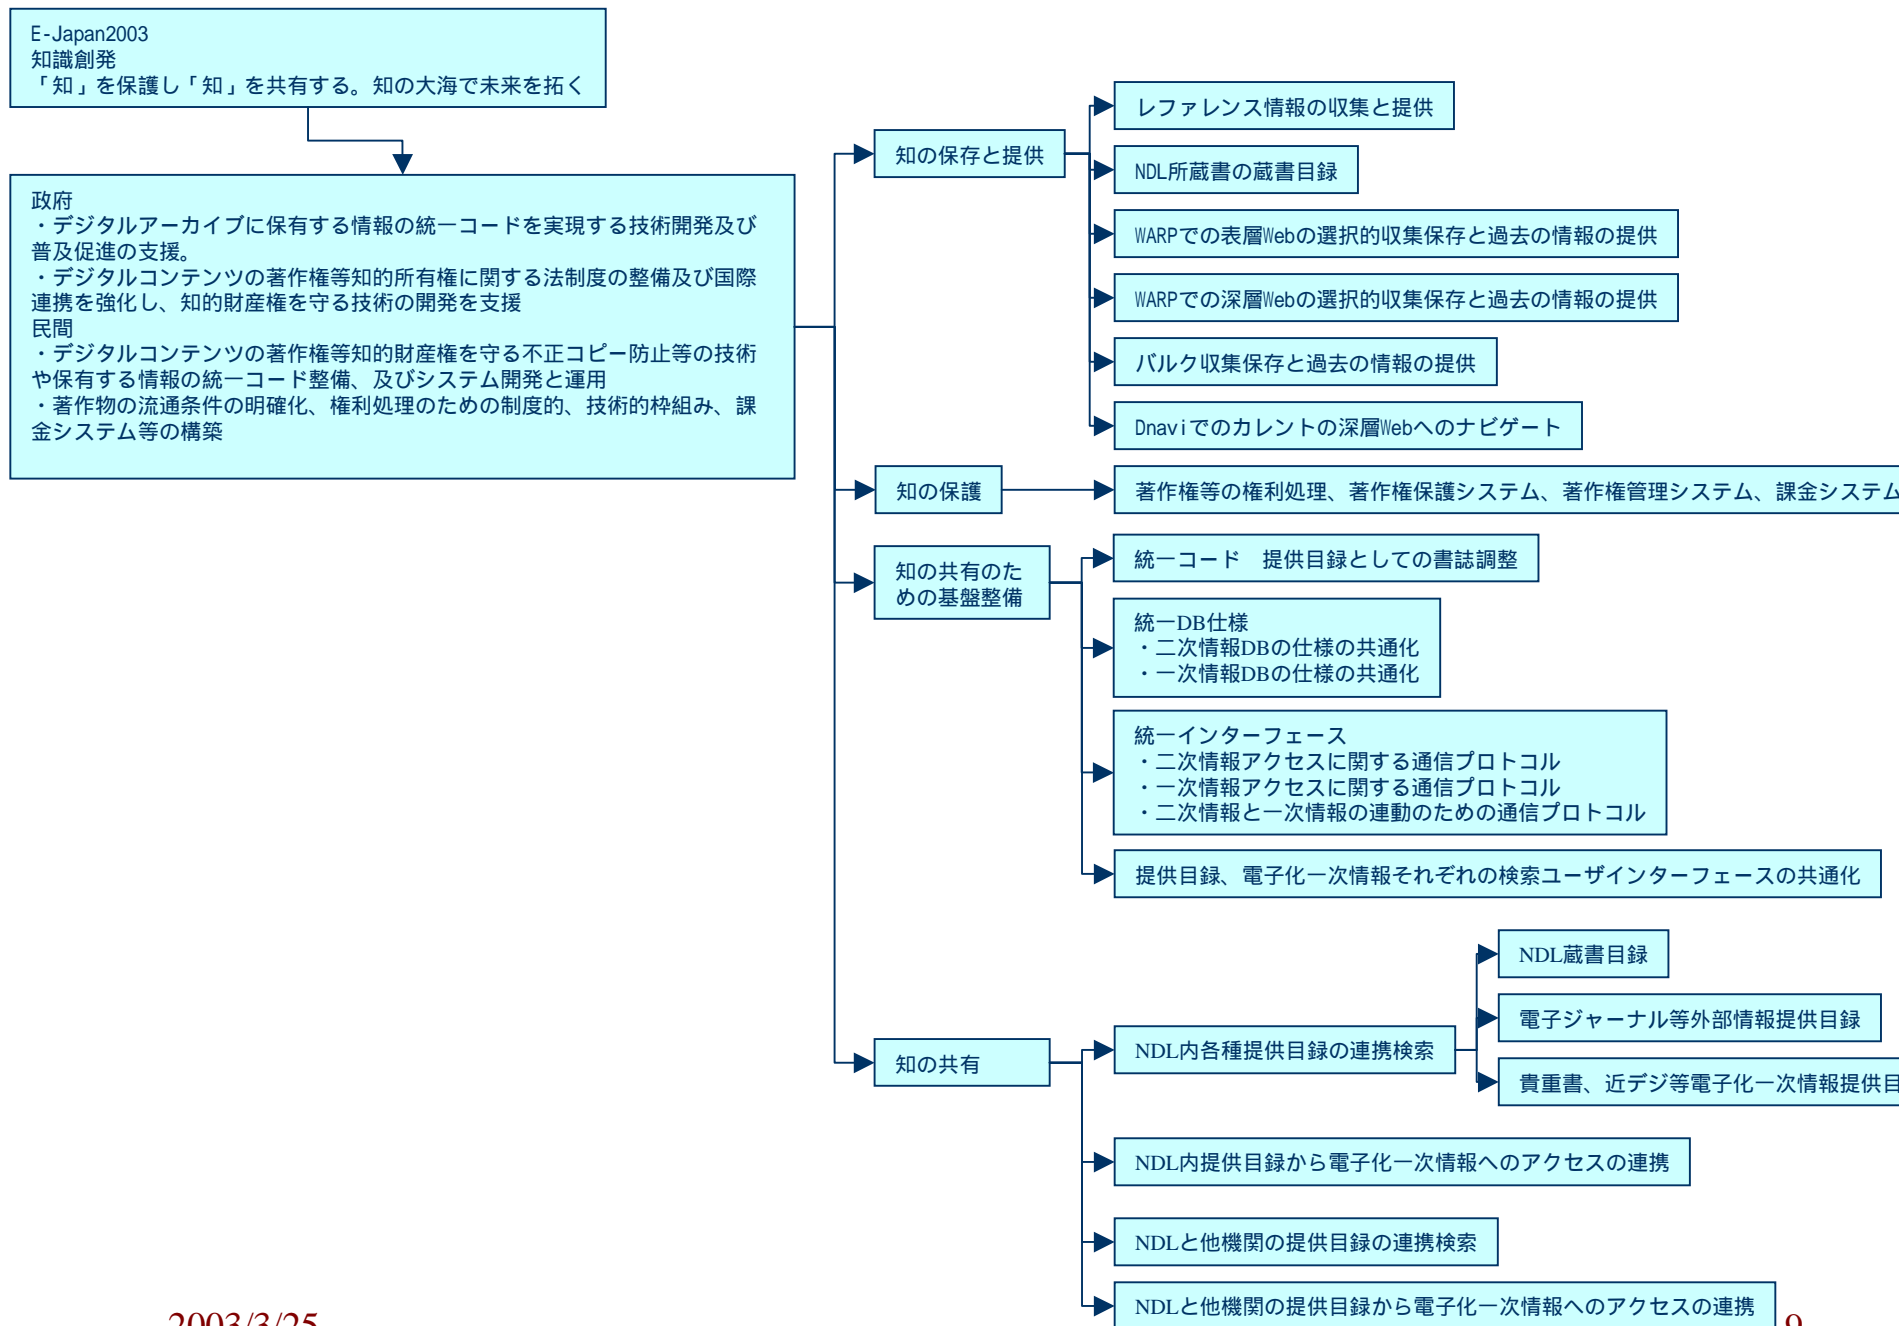 E-Japan2003
知識創発
「知」を保護し「知」を共有する。知の大海で未来を拓く
政府
・デジタルアーカイブに保有する情報の統一コードを実現する技術開発及び
普及促進の支援。
・デジタルコンテンツの著作権等知的所有権に関する法制度の整備及び国際
連携を強化し、知的財産権を守る技術の開発を支援
民間
・デジタルコンテンツの著作権等知的財産権を守る不正コピー防止等の技術
や保有する情報の統一コード整備、及びシステム開発と運用
・著作物の流通条件の明確化、権利処理のための制度的、技術的枠組み、課
金システム等の構築
知の保存と提供
レファレンス情報の収集と提供
NDL所蔵書の蔵書目録
WARPでの表層Webの選択的収集保存と過去の情報の提供
WARPでの深層Webの選択的収集保存と過去の情報の提供
バルク収集保存と過去の情報の提供
Dnaviでのカレントの深層Webへのナビゲート
知の保護
著作権等の権利処理、著作権保護システム、著作権管理システム、課金システム
知の共有のた
めの基盤整備
統一コード　提供目録としての書誌調整
統一DB仕様
・二次情報DBの仕様の共通化
・一次情報DBの仕様の共通化
統一インターフェース
・二次情報アクセスに関する通信プロトコル
・一次情報アクセスに関する通信プロトコル
・二次情報と一次情報の連動のための通信プロトコル
提供目録、電子化一次情報それぞれの検索ユーザインターフェースの共通化
知の共有
NDL内各種提供目録の連携検索
NDL蔵書目録
電子ジャーナル等外部情報提供目録
貴重書、近デジ等電子化一次情報提供目
NDL内提供目録から電子化一次情報へのアクセスの連携
NDLと他機関の提供目録の連携検索
NDLと他機関の提供目録から電子化一次情報へのアクセスの連携
2003/3/25
9